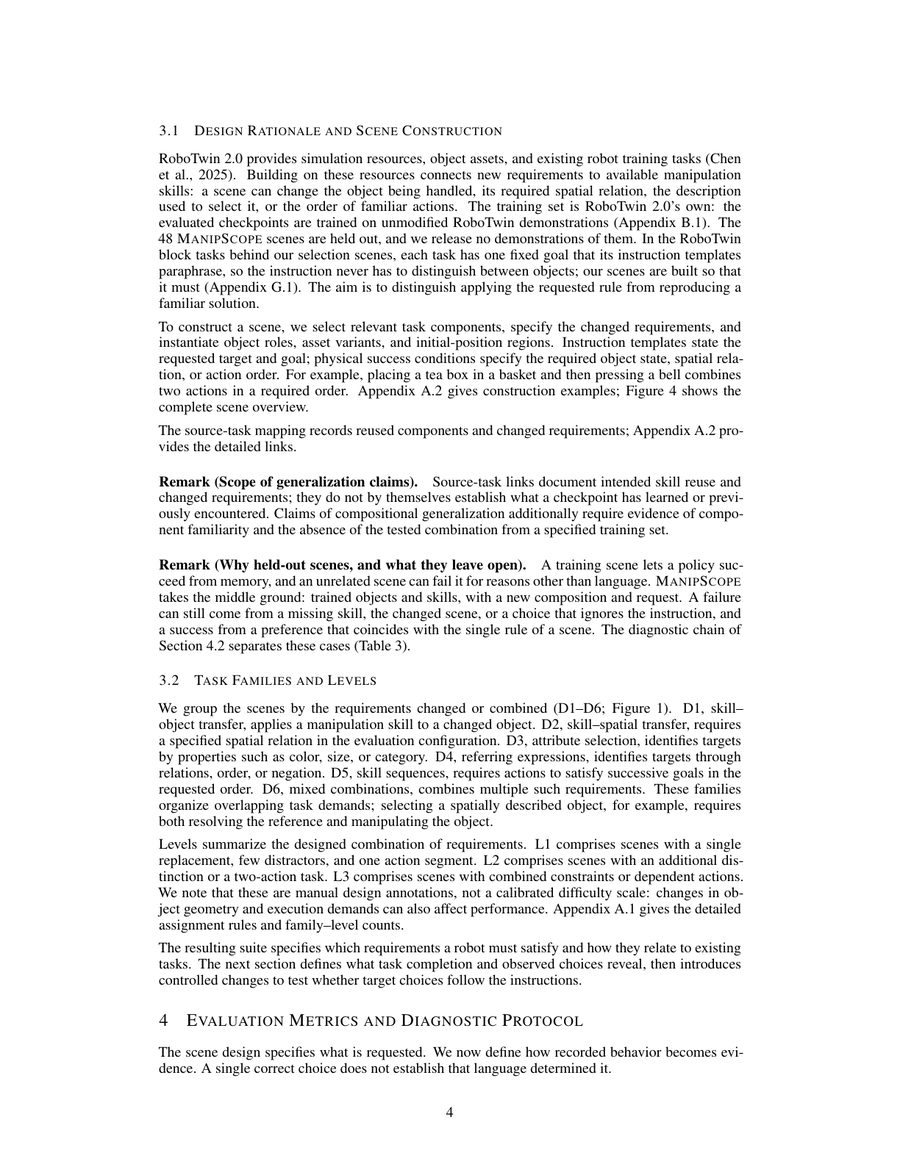 3.1 DESIGN RATIONALE AND SCENE CONSTRUCTION
RoboTwin 2.0 provides simulation resources, object assets, and existing robot training tasks (Chen
et al., 2025). Building on these resources connects new requirements to available manipulation
skills: a scene can change the object being handled, its required spatial relation, the description
used to select it, or the order of familiar actions. The training set is RoboTwin 2.0's own: the
evaluated checkpoints are trained on unmodified RoboTwin demonstrations (Appendix B.1). The
48 MANIPSCOPE scenes are held out, and we release no demonstrations of them. In the RoboTwin
block tasks behind our selection scenes, each task has one fixed goal that its instruction templates
paraphrase, so the instruction never has to distinguish between objects; our scenes are built so that
it must (Appendix G.1). The aim is to distinguish applying the requested rule from reproducing a
familiar solution.
To construct a scene, we select relevant task components, specify the changed requirements, and
instantiate object roles, asset variants, and initial-position regions. Instruction templates state the
requested target and goal; physical success conditions specify the required object state, spatial rela-
tion, or action order. For example, placing a tea box in a basket and then pressing a bell combines
two actions in a required order. Appendix A.2 gives construction examples; Figure 4 shows the
complete scene overview.
The source-task mapping records reused components and changed requirements; Appendix A.2 pro-
vides the detailed links.
Remark (Scope of generalization claims). Source-task links document intended skill reuse and
changed requirements; they do not by themselves establish what a checkpoint has learned or previ-
ously encountered. Claims of compositional generalization additionally require evidence of compo-
nent familiarity and the absence of the tested combination from a specified training set.
Remark (Why held-out scenes, and what they leave open). A training scene lets a policy suc-
ceed from memory, and an unrelated scene can fail it for reasons other than language. MANIPSCOPE
takes the middle ground: trained objects and skills, with a new composition and request. A failure
can still come from a missing skill, the changed scene, or a choice that ignores the instruction, and
a success from a preference that coincides with the single rule of a scene. The diagnostic chain of
Section 4.2 separates these cases (Table 3).
3.2 TASK FAMILIES AND LEVELS
We group the scenes by the requirements changed or combined (D1–D6; Figure 1). D1, skill–
object transfer, applies a manipulation skill to a changed object. D2, skill–spatial transfer, requires
a specified spatial relation in the evaluation configuration. D3, attribute selection, identifies targets
by properties such as color, size, or category. D4, referring expressions, identifies targets through
relations, order, or negation. D5, skill sequences, requires actions to satisfy successive goals in the
requested order. D6, mixed combinations, combines multiple such requirements. These families
organize overlapping task demands; selecting a spatially described object, for example, requires
both resolving the reference and manipulating the object.
Levels summarize the designed combination of requirements. L1 comprises scenes with a single
replacement, few distractors, and one action segment. L2 comprises scenes with an additional dis-
tinction or a two-action task. L3 comprises scenes with combined constraints or dependent actions.
We note that these are manual design annotations, not a calibrated difficulty scale: changes in ob-
ject geometry and execution demands can also affect performance. Appendix A.1 gives the detailed
assignment rules and family–level counts.
The resulting suite specifies which requirements a robot must satisfy and how they relate to existing
tasks. The next section defines what task completion and observed choices reveal, then introduces
controlled changes to test whether target choices follow the instructions.
4 EVALUATION METRICS AND DIAGNOSTIC PROTOCOL
The scene design specifies what is requested. We now define how recorded behavior becomes evi-
dence. A single correct choice does not establish that language determined it.
4